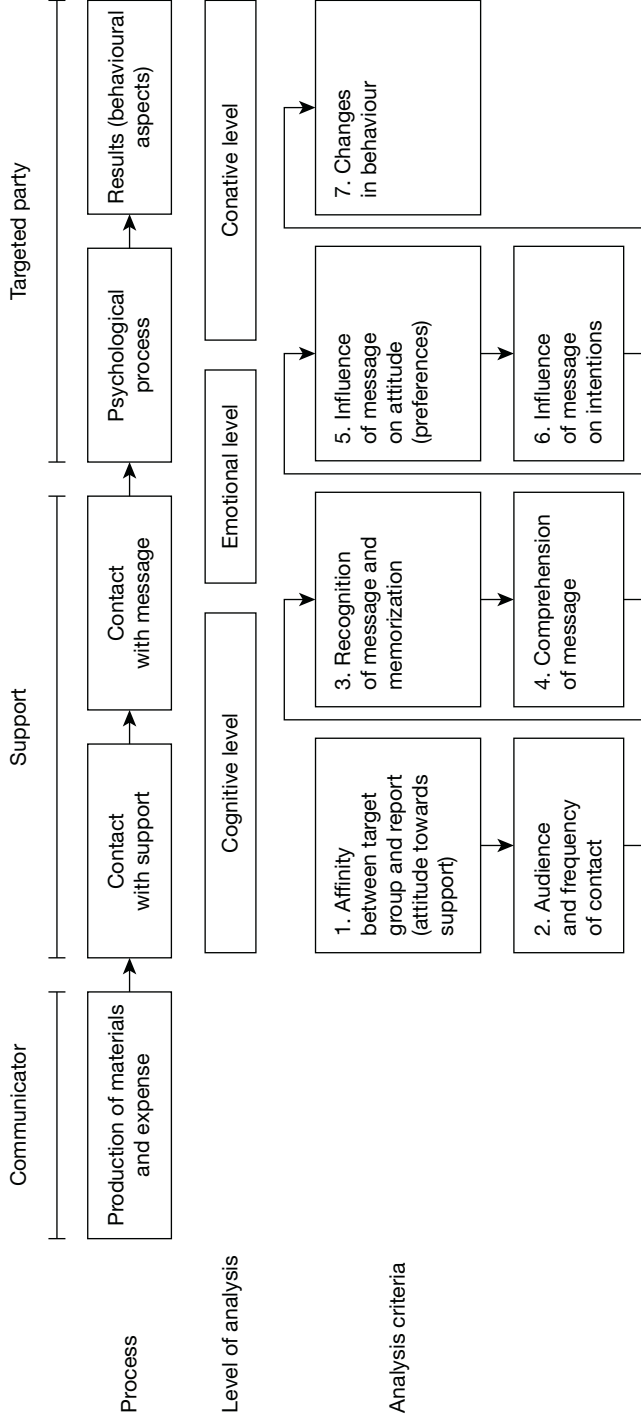 Communicator
Support
Targeted party
Process
Production of materials
and expense
Contact
with support
Contact
with message
Psychological
process
Results (behavioural
aspects)
Level of analysis
Cognitive level
Emotional level
Conative level
Analysis criteria
1. Affinity
between target
group and report
(attitude towards
support)
2. Audience
and frequency
of contact
3. Recognition
of message and
memorization
4. Comprehension
of message
5. Influence
of message
on attitude
(preferences)
6. Influence
of message
on intentions
7. Changes
in behaviour